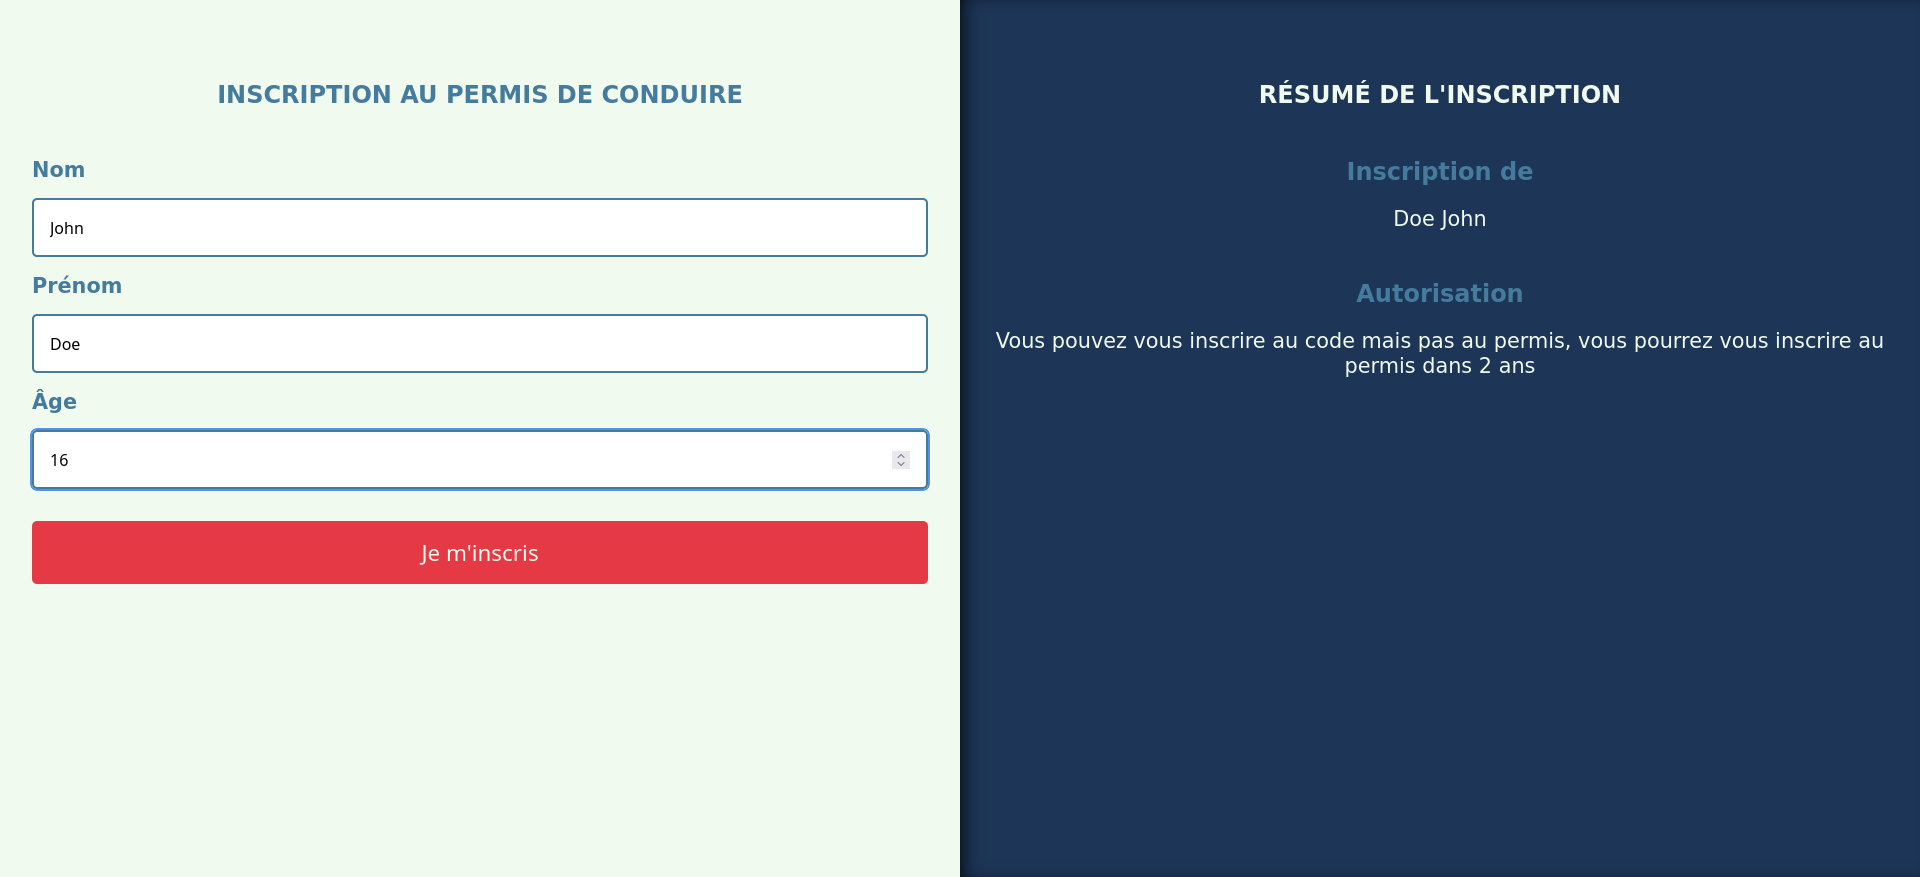 INSCRIPTION AU PERMIS DE CONDUIRE
Nom
John
Prénom
Doe
Âge
16
Je m'inscris
RÉSUMÉ DE L'INSCRIPTION
Inscription de
Doe John
Autorisation
Vous pouvez vous inscrire au code mais pas au permis, vous pourrez vous inscrire au
permis dans 2 ans